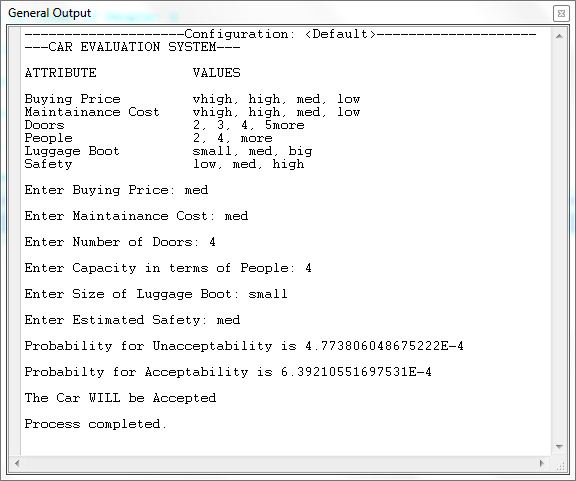 General Output
--------------------Configuration: <Default>--------------------
---CAR EVALUATION SYSTEM---
ATTRIBUTE VALUES
Buying Price vhigh, high, med, low
Maintainance Cost vhigh, high, med, low
Doors 2, 3, 4, 5more
People 2, 4, more
Luggage Boot small, med, big
Safety low, med, high
Enter Buying Price: med
Enter Maintainance Cost: med
Enter Number of Doors: 4
Enter Capacity in terms of People: 4
Enter Size of Luggage Boot: small
Enter Estimated Safety: med
Probability for Unacceptability is 4.773806048675222E-4
Probabilty for Acceptability is 6.39210551697531E-4
The Car WILL be Accepted
Process completed.